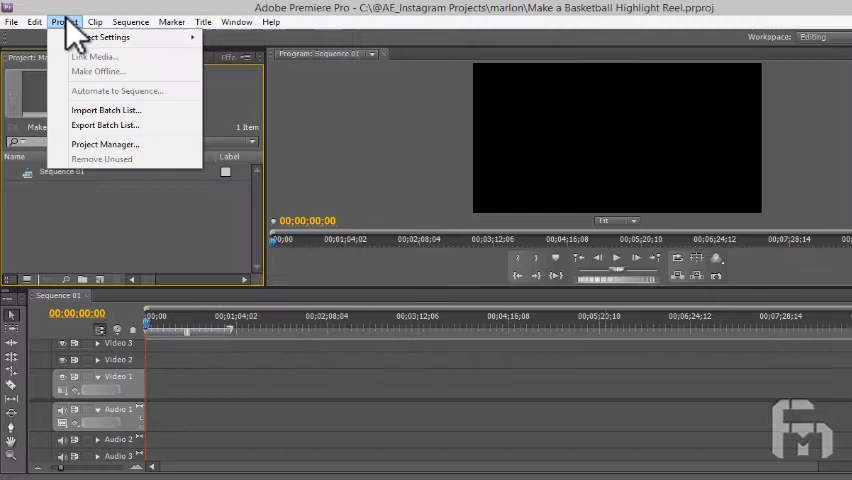 Pr
Adobe Premiere Pro - C:\@AE_Instagram Projects\marlon\Make a Basketball Highlight Reel.prproj
File Edit Clip Sequence Marker Title Window Help
Workspace: Editing
Project Settings
Link Media...
Make Offline...
Automate to Sequence...
Import Batch List...
Export Batch List...
Project Manager...
Remove Unused
Project: Ma
Effe
Program: Sequence 01
Make
1 Item
Name Label
Sequence 01
00;00;00;00
Fit
;00;00 00;01;04;02 00;02;08;04 00;03;12;06 00;04;16;08 00;05;20;10 00;06;24;12 00;07;28;14
Sequence 01
00;00;00;00
;00;00 00;01;04;02 00;02;08;04 00;03;12;06 00;04;16;08 00;05;20;10 00;06;24;12 00;07;28;14
Video 3
Video 2
Video 1
Audio 1
Audio 2
Audio 3